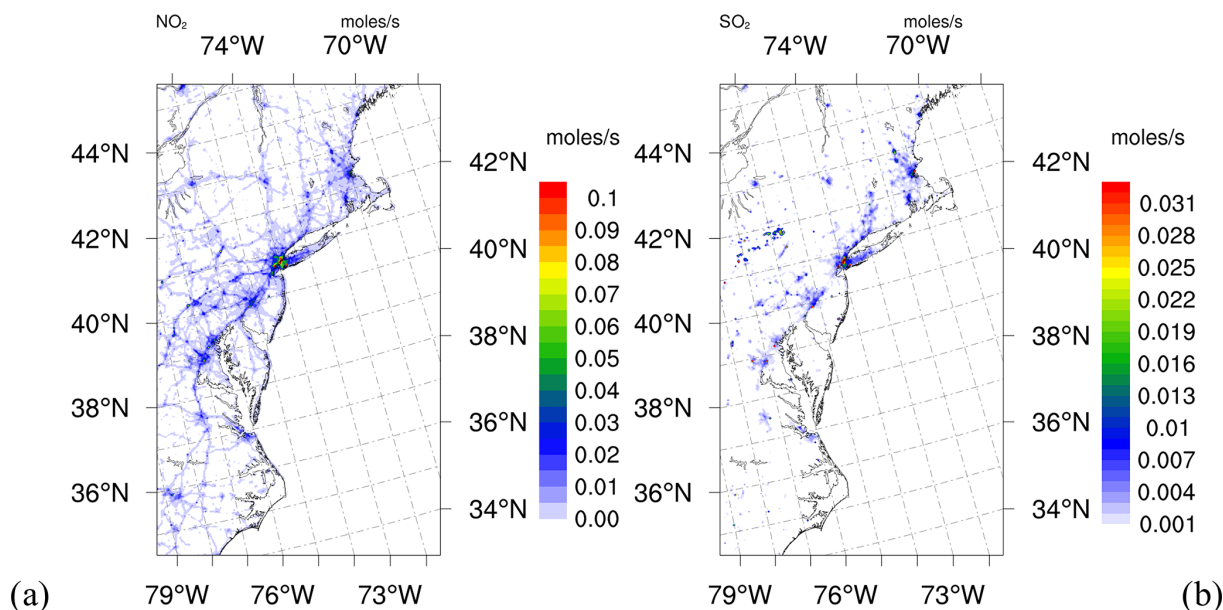 NO₂ moles/s
74°W 70°W
moles/s
44°N
42°N
40°N
38°N
36°N
42°N
40°N
38°N
36°N
34°N
0.1
0.09
0.08
0.07
0.06
0.05
0.04
0.03
0.02
0.01
0.00
79°W 76°W 73°W
(a)
SO₂ moles/s
74°W 70°W
moles/s
44°N
42°N
40°N
38°N
36°N
42°N
40°N
38°N
36°N
34°N
0.031
0.028
0.025
0.022
0.019
0.016
0.013
0.01
0.007
0.004
0.001
79°W 76°W 73°W
(b)